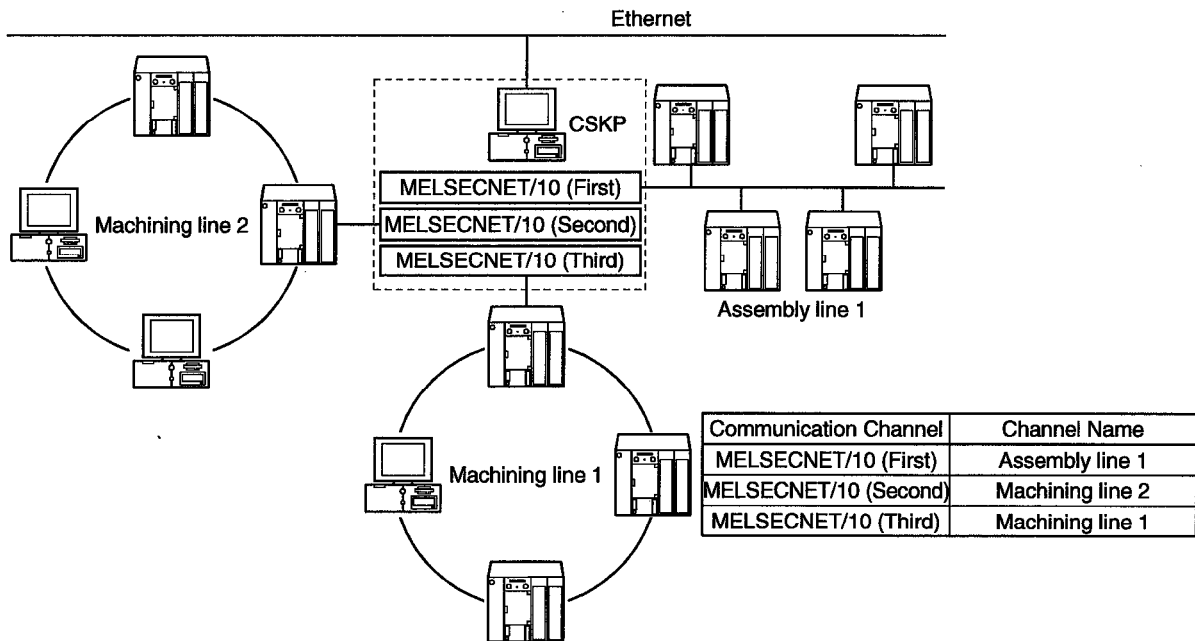 Ethernet
CSKP
MELSECNET/10 (First)
MELSECNET/10 (Second)
MELSECNET/10 (Third)
Machining line 2
Assembly line 1
Machining line 1
Communication Channel Channel Name
MELSECNET/10 (First) Assembly line 1
MELSECNET/10 (Second) Machining line 2
MELSECNET/10 (Third) Machining line 1